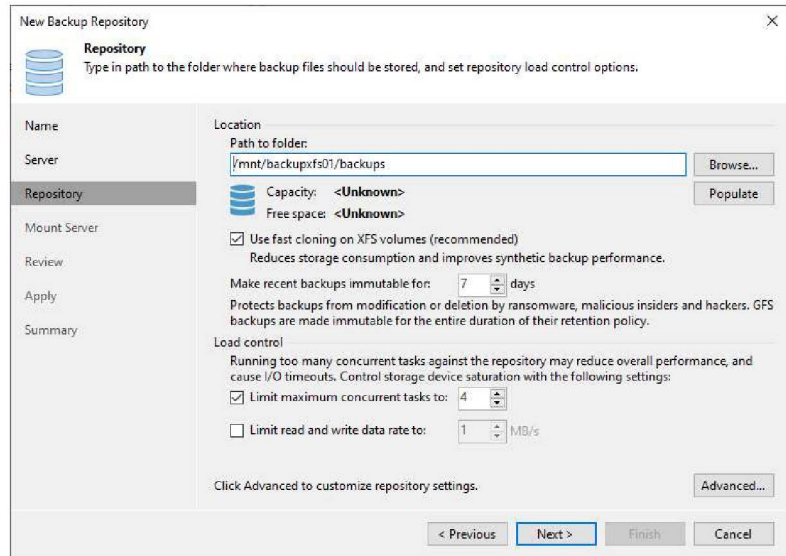 New Backup Repository
Repository
Type in path to the folder where backup files should be stored, and set repository load control options.
Name
Server
Repository
Mount Server
Review
Apply
Summary
Location
Path to folder:
/mnt/backupxfs01/backups
Browse...
Capacity: <Unknown>
Populate
Free space: <Unknown>
Use fast cloning on XFS volumes (recommended)
Reduces storage consumption and improves synthetic backup performance.
Make recent backups immutable for: 7 days
Protects backups from modification or deletion by ransomware, malicious insiders and hackers. GFS
backups are made immutable for the entire duration of their retention policy.
Load control
Running too many concurrent tasks against the repository may reduce overall performance, and
cause I/O timeouts. Control storage device saturation with the following settings:
Limit maximum concurrent tasks to: 4
Limit read and write data rate to: 1 MB/s
Click Advanced to customize repository settings.
Advanced...
< Previous
Next >
Finish
Cancel